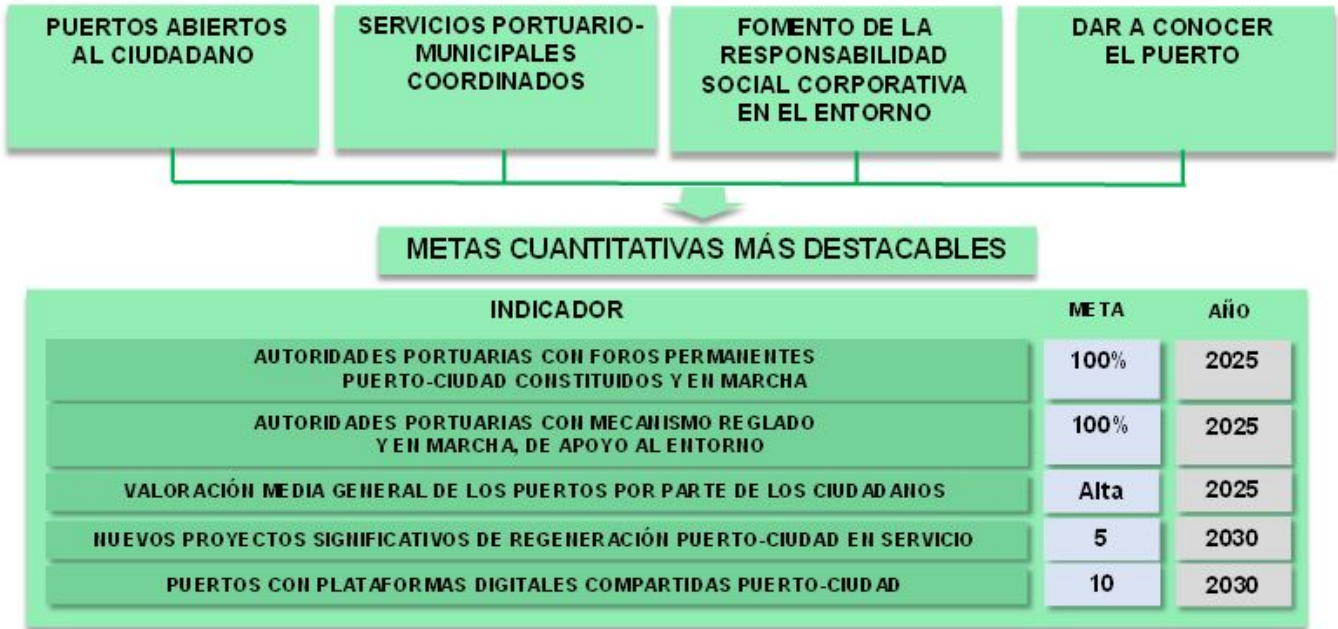 PUERTOS ABIERTOS
AL CIUDADANO
SERVICIOS PORTUARIO-
MUNICIPALES
COORDINADOS
FOMENTO DE LA
RESPONSABILIDAD
SOCIAL CORPORATIVA
EN EL ENTORNO
DAR A CONOCER
EL PUERTO
METAS CUANTITATIVAS MÁS DESTACABLES
INDICADOR META AÑO
AUTORIDADES PORTUARIAS CON FOROS PERMANENTES
PUERTO-CIUDAD CONSTITUIDOS Y EN MARCHA
100% 2025
AUTORIDADES PORTUARIAS CON MECANISMO REGLADO
Y EN MARCHA, DE APOYO AL ENTORNO
100% 2025
VALORACIÓN MEDIA GENERAL DE LOS PUERTOS POR PARTE DE LOS CIUDADANOS Alta 2025
NUEVOS PROYECTOS SIGNIFICATIVOS DE REGENERACIÓN PUERTO-CIUDAD EN SERVICIO 5 2030
PUERTOS CON PLATAFORMAS DIGITALES COMPARTIDAS PUERTO-CIUDAD 10 2030